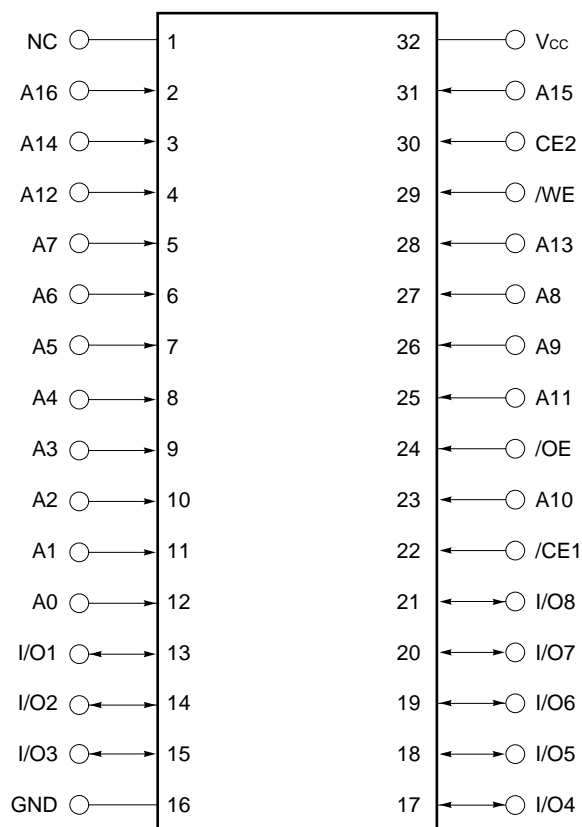 NC 1 32 Vcc
A16 2 31 A15
A14 3 30 CE2
A12 4 29 /WE
A7 5 28 A13
A6 6 27 A8
A5 7 26 A9
A4 8 25 A11
A3 9 24 /OE
A2 10 23 A10
A1 11 22 /CE1
A0 12 21 I/O8
I/O1 13 20 I/O7
I/O2 14 19 I/O6
I/O3 15 18 I/O5
GND 16 17 I/O4